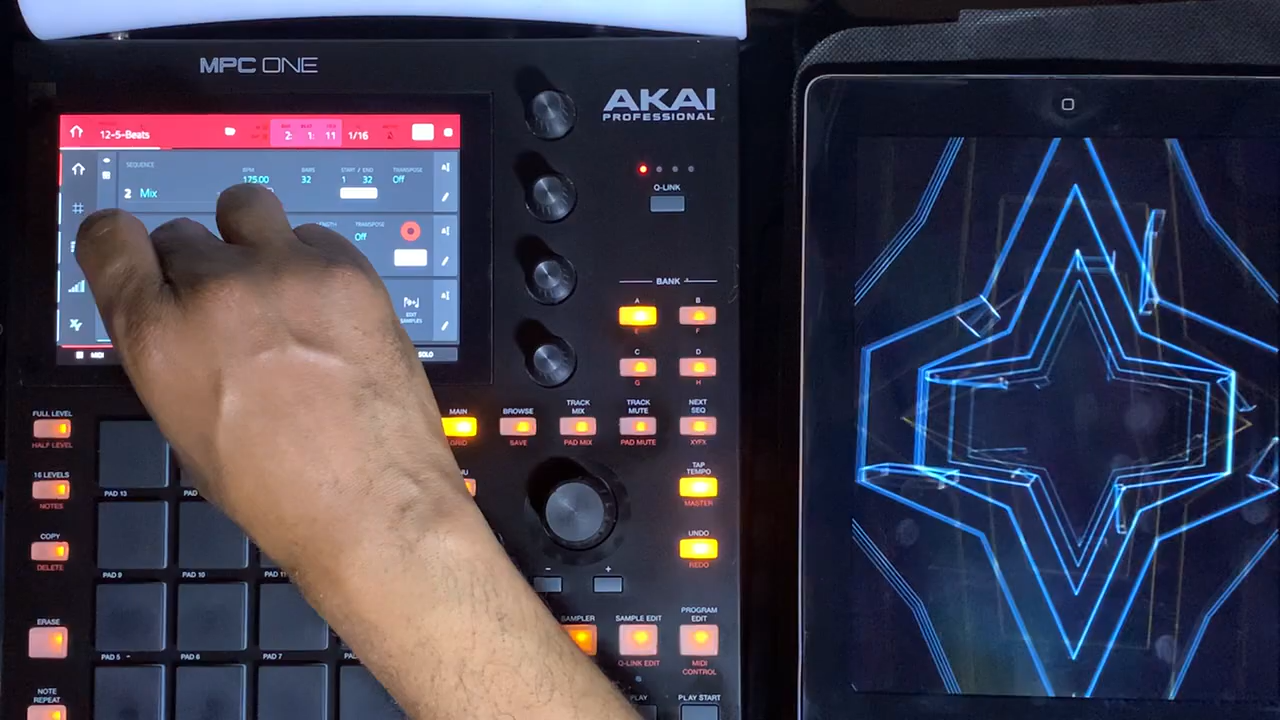 MPC ONE
AKAI
PROFESSIONAL
12-5-Beats
2: 1: 11
1/16
SEQUENCE
BPM
BARS
START / END
TRANSPOSE
175.00
32
1 32
Off
2 Mix
TRANSPOSE
Off
EDIT
SAMPLES
MIDI
SOLO
Q-LINK
BANK
A
B
E
F
C
D
G
H
FULL LEVEL
HALF LEVEL
MAIN
GRID
BROWSE
SAVE
TRACK
MIX
PAD MIX
TRACK
MUTE
PAD MUTE
NEXT
SEQ
XYFX
16 LEVELS
NOTES
PAD 13
TAP
TEMPO
MASTER
COPY
DELETE
UNDO
REDO
PAD 9
PAD 10
- +
ERASE
SAMPLE EDIT
Q-LINK EDIT
PROGRAM
EDIT
MIDI
CONTROL
PAD 5
PAD 6
PAD 7
NOTE
REPEAT
PLAY
PLAY START